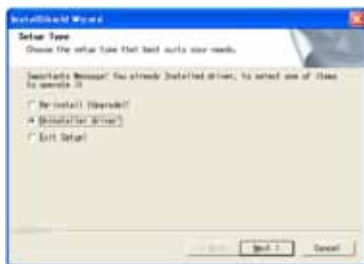 InstallShield Wizard
Setup Type
Choose the setup type that best suits your needs.
Importants Message! You already Installed driver, to select one of items
to operate it
Re-install (Upgrade)!
Uninstaller driver!
Exit Setup!
Next >
Cancel